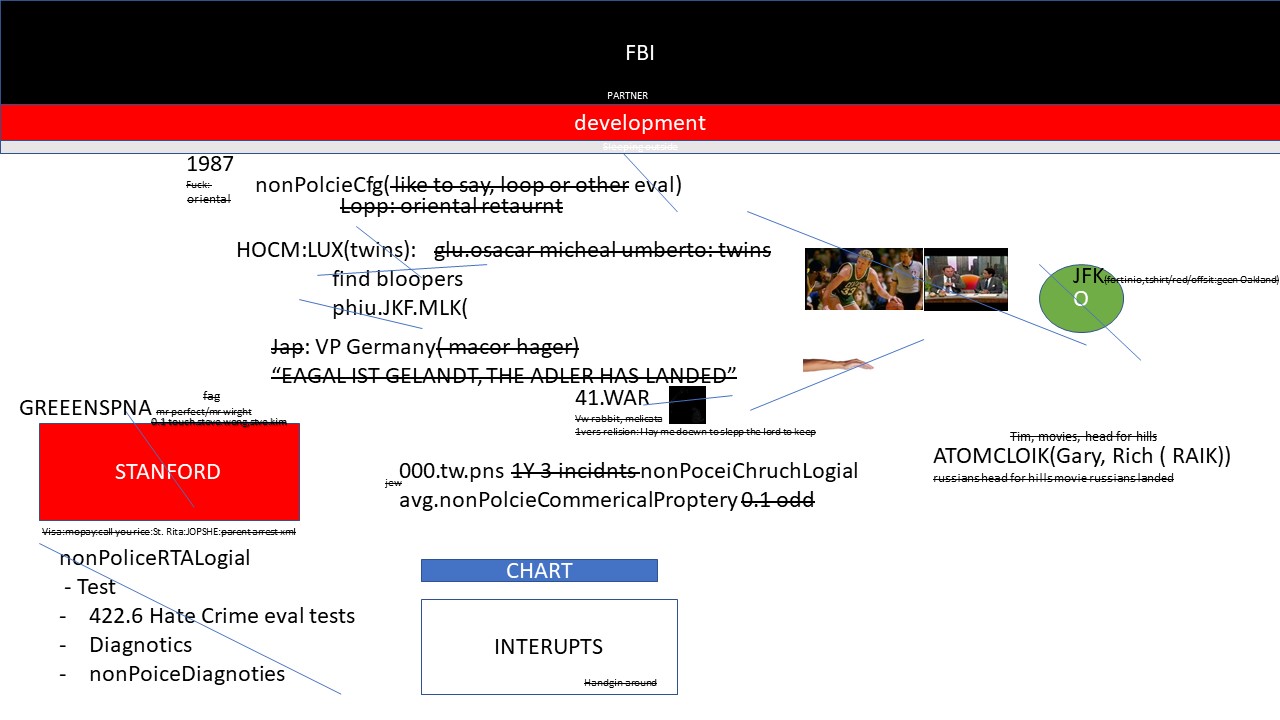 FBI
PARTNER
development
Sleeping outside
1987
Fuck:
oriental
nonPolcieCfg( like to say, loop or other eval)
Lopp: oriental retaurnt
HOCM:LUX(twins): glu.osacar micheal umberto: twins
find bloopers
phiu.JKF.MLK(
JFK(fortinio,tshirt/red/offsit:geen Oakland)
O
33
Jap: VP Germany( macor hager)
“EAGAL IST GELANDT, THE ADLER HAS LANDED”
fag
GREEENSPNA mr perfect/mr wirght
0.1 touch steve wong,stve kim
STANFORD
41.WAR
Vw rabbit, melicata
1vers relision: I lay me doewn to slepp the lord to keep
Tim, movies, head for hills
ATOMCLOIK(Gary, Rich ( RAIK))
russians head for hills movie russians landed
jew
000.tw.pns 1Y 3 incidnts nonPoceiChruchLogial
avg.nonPolcieCommericalProptery 0.1 odd
Visa:mopay:call you rice:St. Rita:JOPSHE:parent arrest xml
nonPoliceRTALogial
- Test
- 422.6 Hate Crime eval tests
- Diagnotics
- nonPoiceDiagnoties
CHART
INTERUPTS
Handgin around